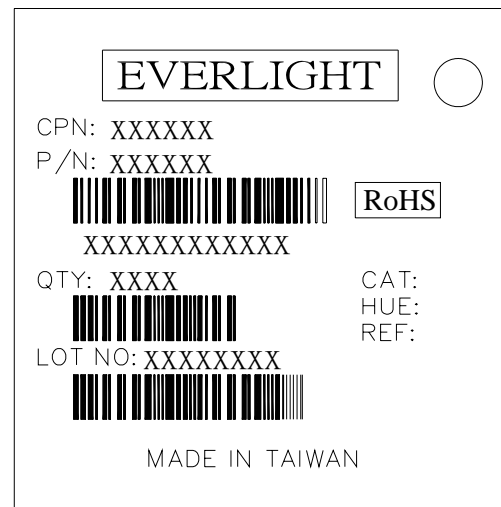 EVERLIGHT
CPN: XXXXXX
P/N: XXXXXX
RoHS
XXXXXXXXXXXX
QTY: XXXX
CAT:
HUE:
REF:
LOT NO: XXXXXXXX
MADE IN TAIWAN